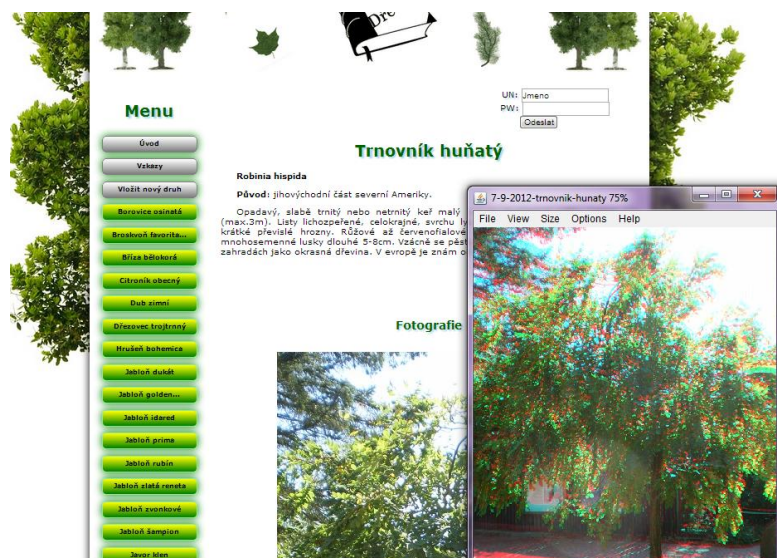 Dre
UN: Jmeno
PW:
Odeslat
Menu
Úvod
Vzkazy
Vložit nový druh
Borovice osinatá
Broskvoň favorita...
Bříza bělokorá
Citroník obecný
Dub zimní
Dřezovec trojtrnný
Hrušeň bohemica
Jabloň dukát
Jabloň golden...
Jabloň idared
Jabloň prima
Jabloň rubín
Jabloň zlatá reneta
Jabloň zvonkové
Jabloň šampion
Javor klen
Trnovník huňatý
Robinia hispida
Původ: jihovýchodní část severní Ameriky.
Opadavý, slabě trnitý nebo netrnitý keř malý
(max.3m). Listy lichozpeřené, celokrajné, svrchu ly
krátké převislé hrozny. Růžové až červenofialové
mnohosemenné lusky dlouhé 5-8cm. Vzácně se pěst
zahradách jako okrasná dřevina. V evropě je znám o
Fotografie
7-9-2012-trnovnik-hunaty 75%
File View Size Options Help